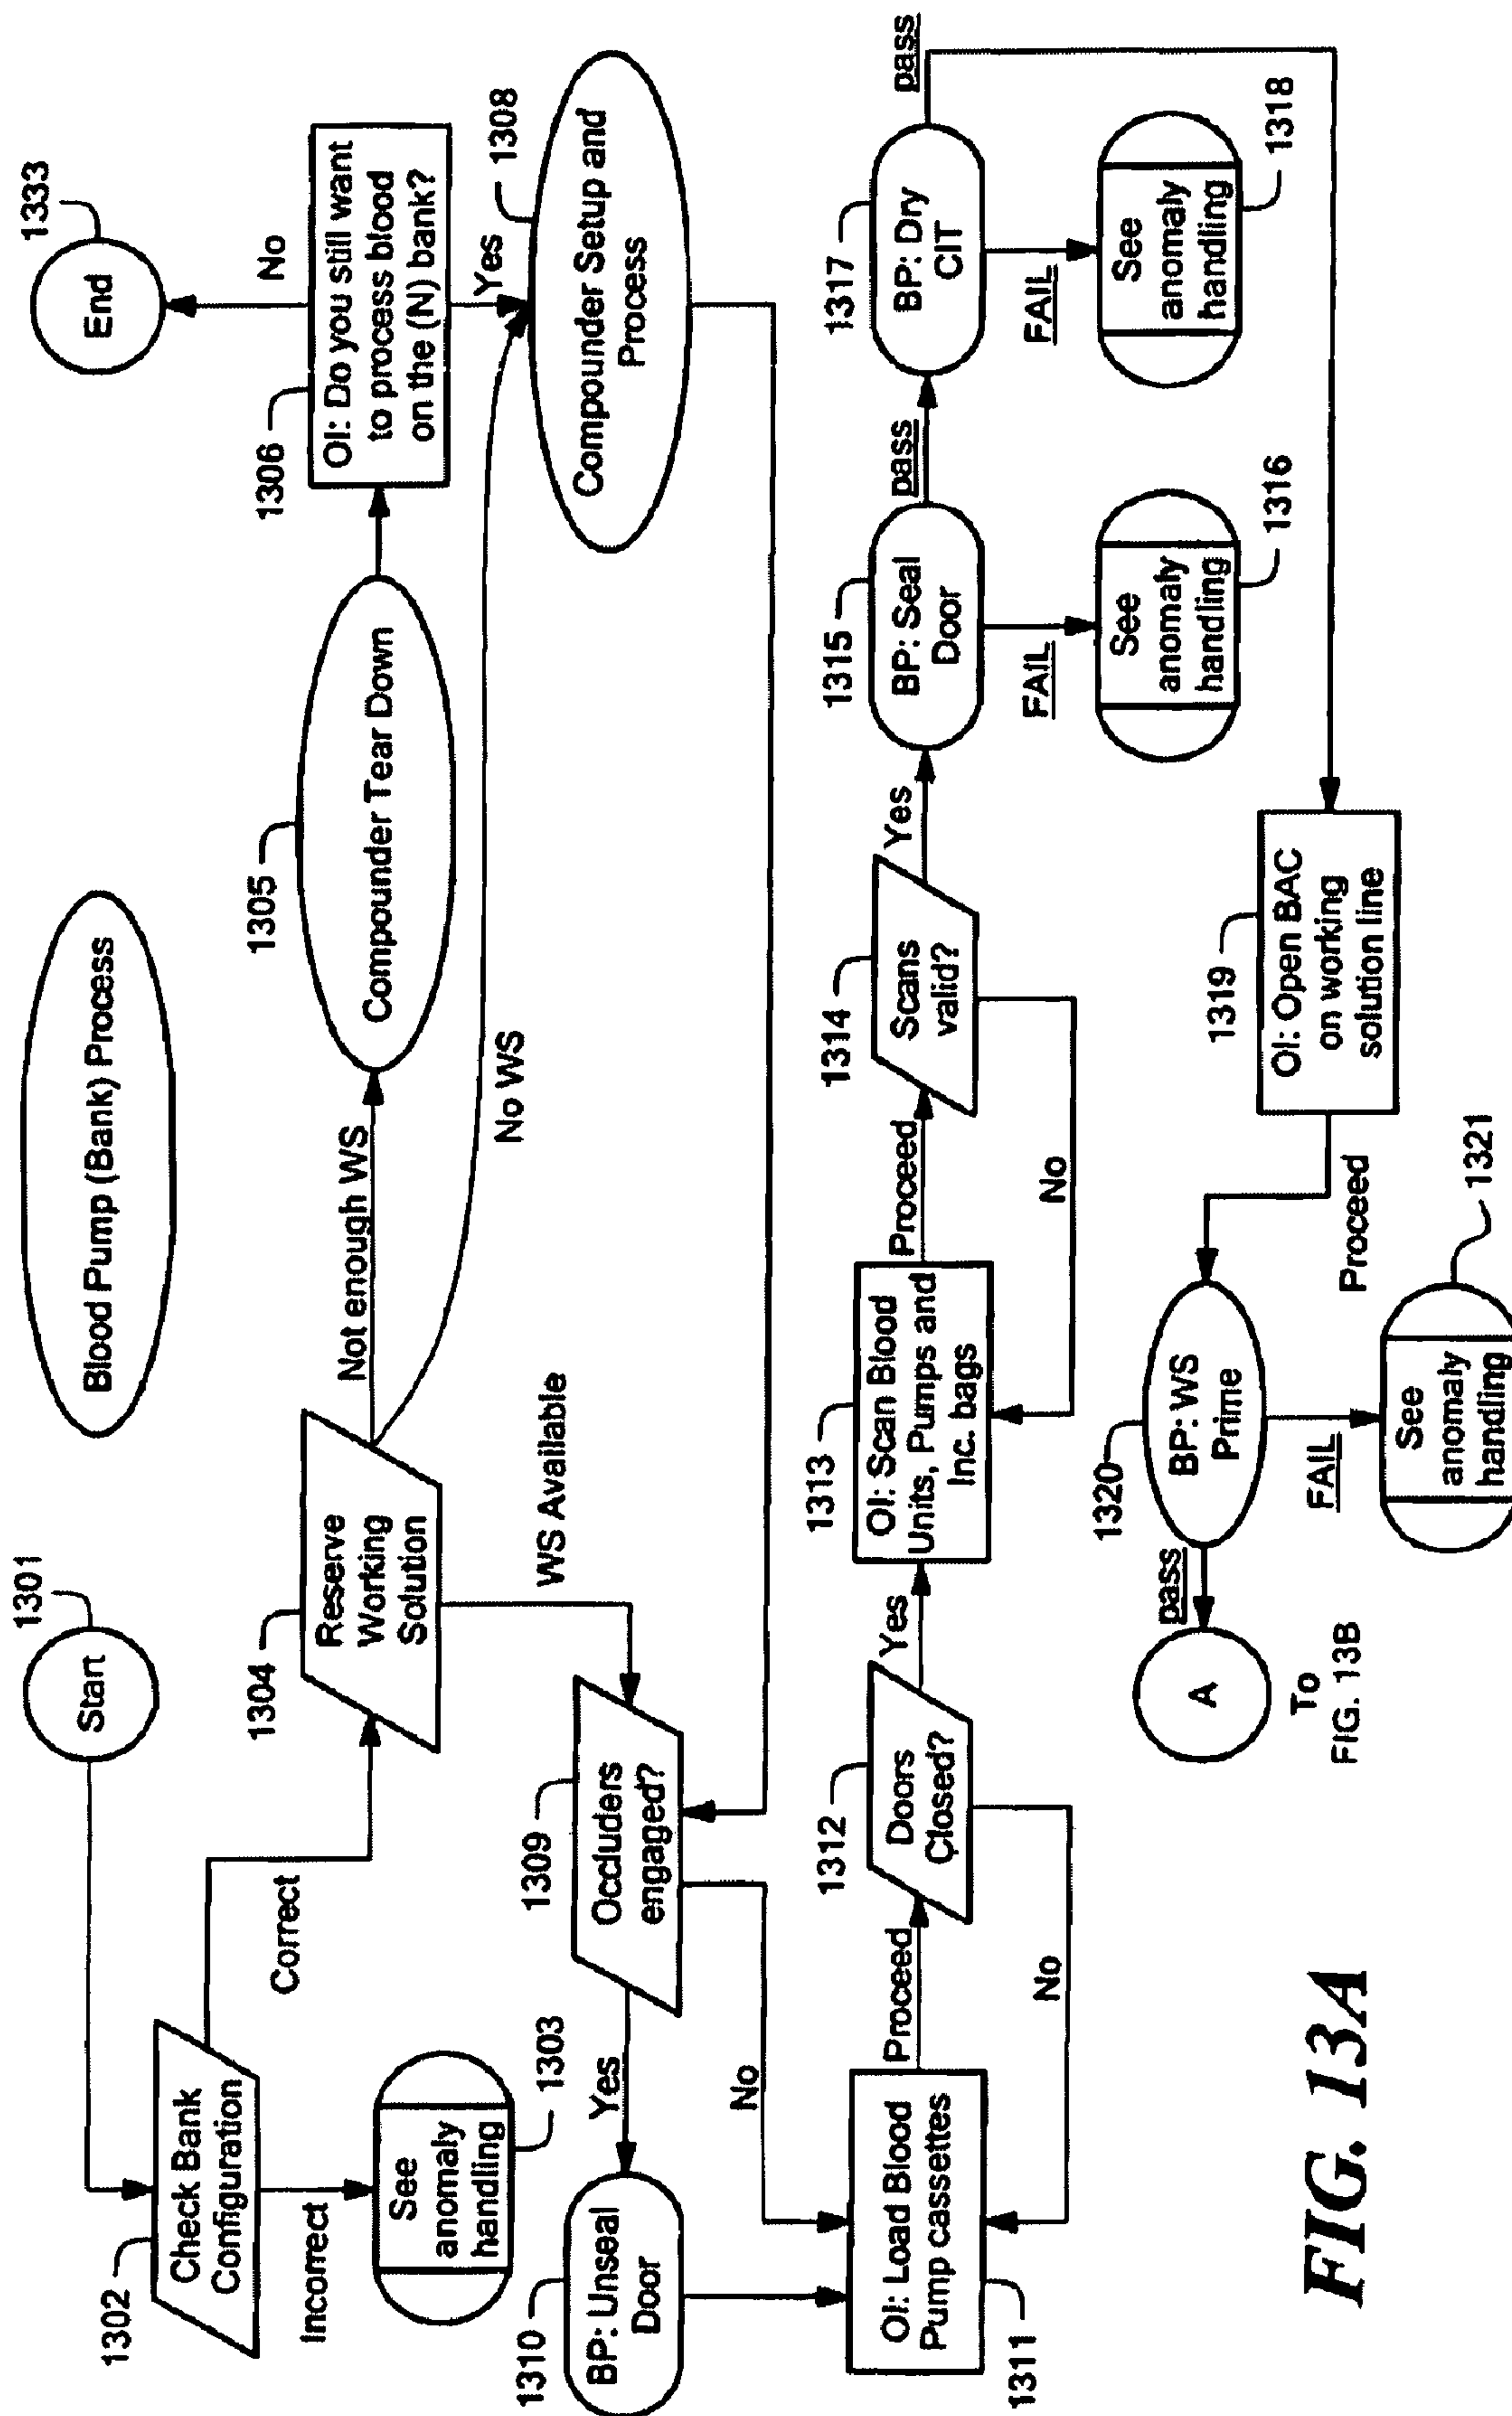 Blood Pump (Bank) Process
1301
Start
1302
Check Bank
Configuration
Incorrect
See
anomaly
handling
1303
Correct
1304
Reserve
Working
Solution
Not enough WS
No WS
WS Available
1305
Compounder Tear Down
1306
OI: Do you still want
to process blood
on the (N) bank?
No
1333
End
Yes
1308
Compounder Setup and
Process
1309
Occluders
engaged?
Yes
No
1310
BP: Unseal
Door
OI: Load Blood
Pump cassettes
1311
Proceed
1312
Doors
Closed?
Yes
No
1313
OI: Scan Blood
Units, Pumps and
Inc. bags
Proceed
1314
Scans
valid?
Yes
No
1315
BP: Seal
Door
pass
FAIL
See
anomaly
handling
1316
1317
BP: Dry
CIT
pass
FAIL
See
anomaly
handling
1318
1319
OI: Open BAC
on working
solution line
Proceed
1320
BP: WS
Prime
pass
FAIL
See
anomaly
handling
1321
A
To
FIG. 13B
FIG. 13A